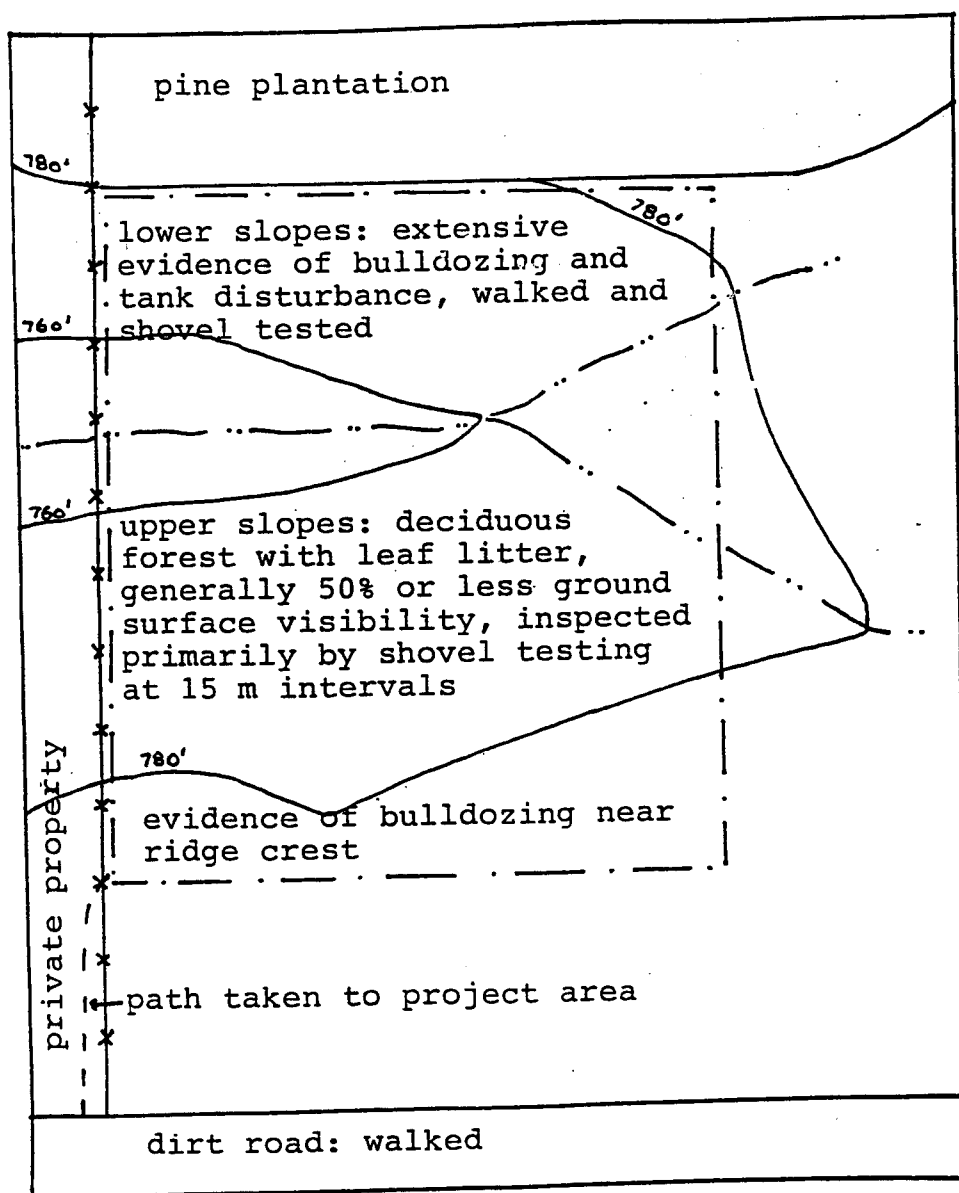 pine plantation
780'
780'
lower slopes: extensive
evidence of bulldozing and
tank disturbance, walked and
shovel tested
760'
760'
upper slopes: deciduous
forest with leaf litter,
generally 50% or less ground
surface visibility, inspected
primarily by shovel testing
at 15 m intervals
780'
private property
evidence of bulldozing near
ridge crest
path taken to project area
dirt road: walked